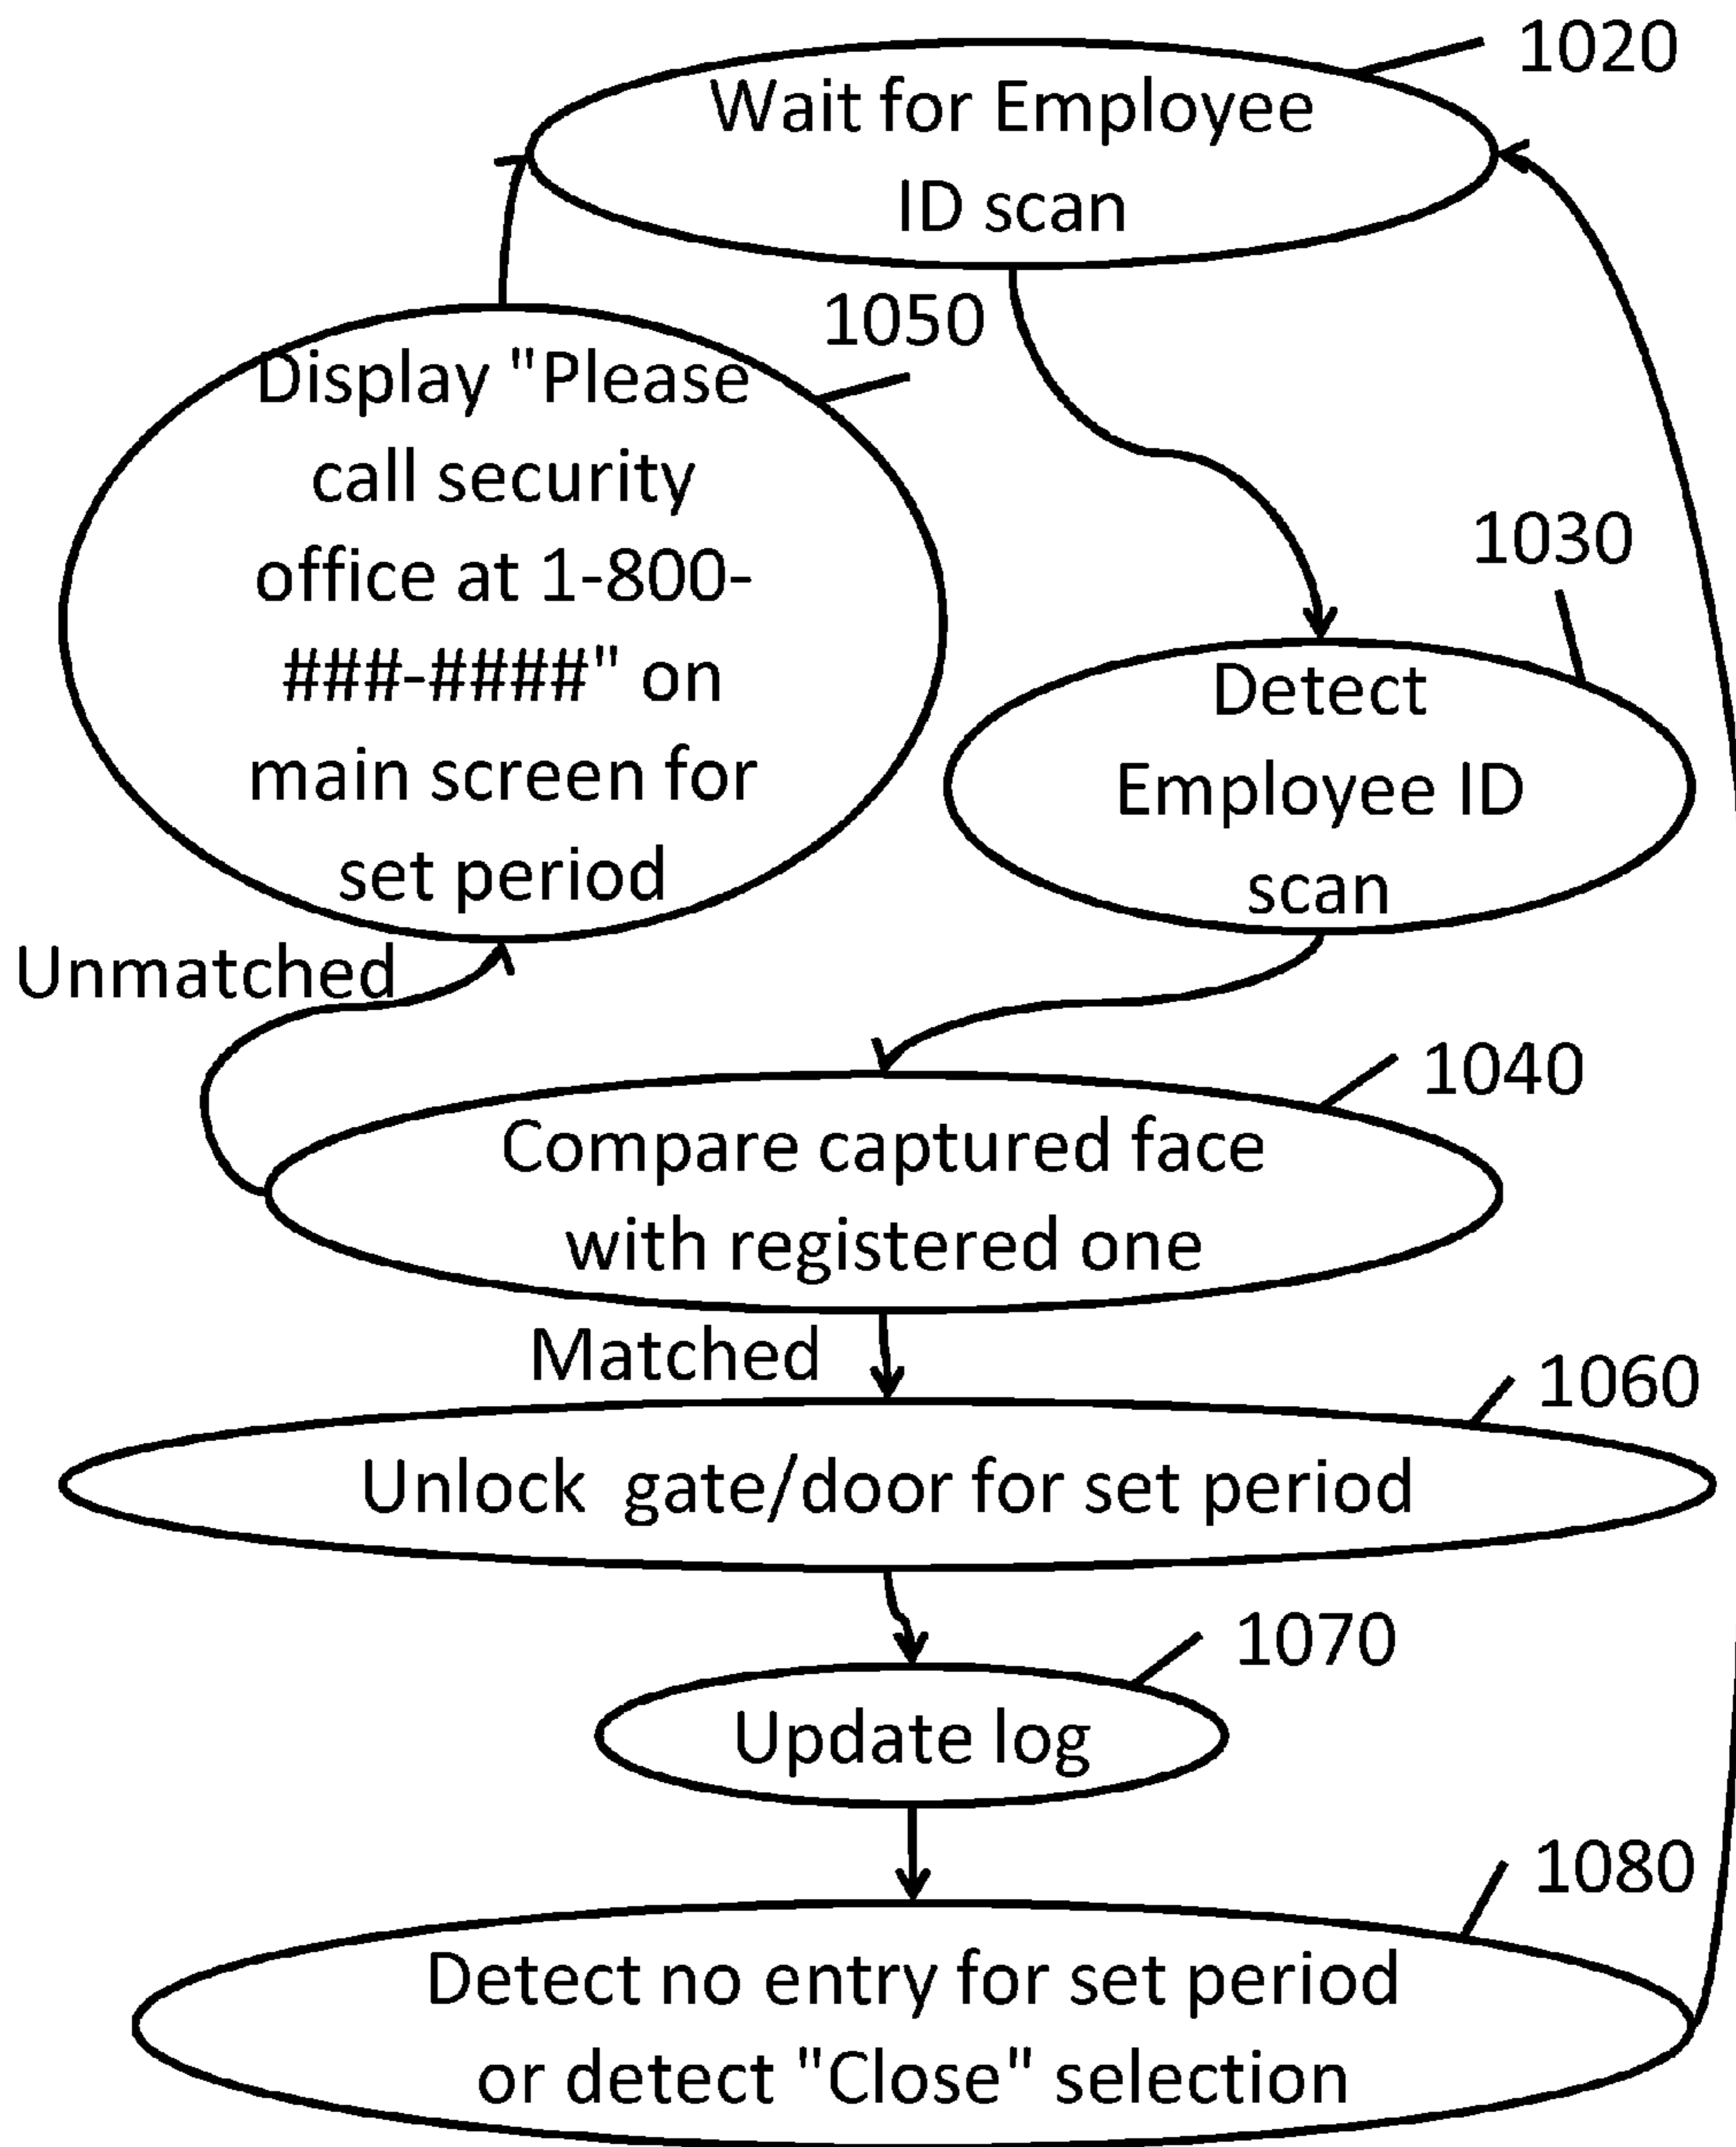 1020
Wait for Employee
ID scan
1050
Display "Please
call security
office at 1-800-
###-####" on
main screen for
set period
1030
Detect
Employee ID
scan
Unmatched
1040
Compare captured face
with registered one
Matched
1060
Unlock gate/door for set period
1070
Update log
1080
Detect no entry for set period
or detect "Close" selection